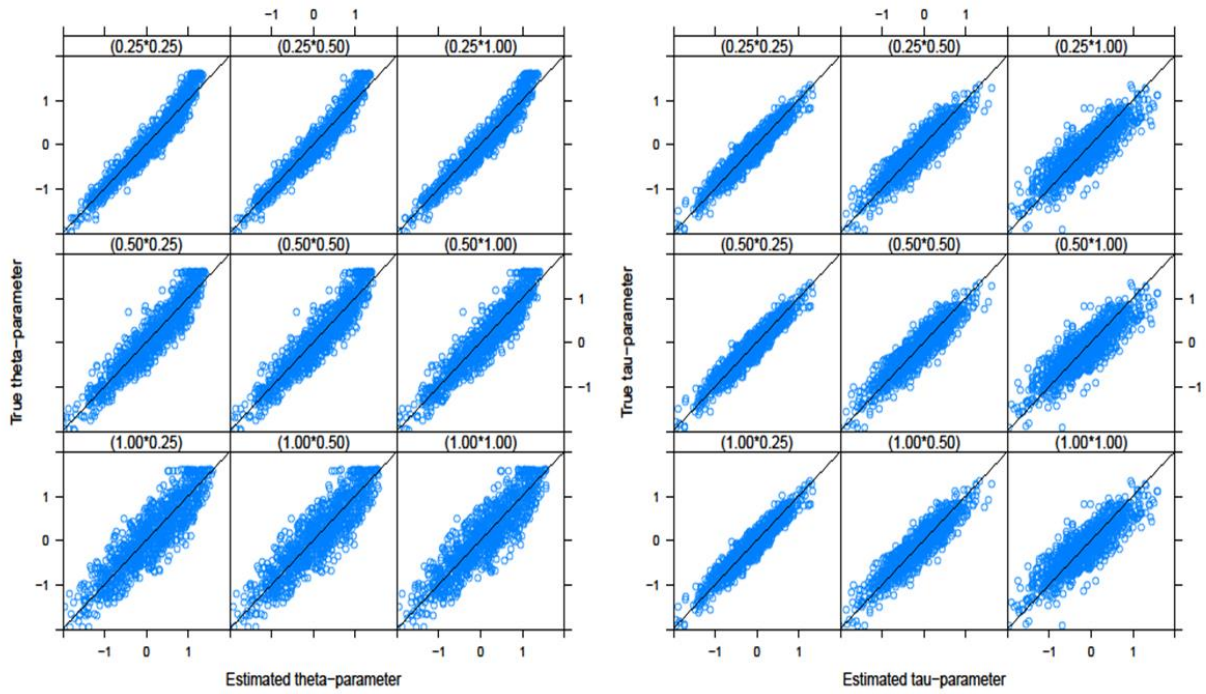 −1 0 1
−1 0 1
(0.25*0.25) (0.25*0.50) (0.25*1.00)
(0.25*0.25) (0.25*0.50) (0.25*1.00)
1
0
−1
1
0
−1
(0.50*0.25) (0.50*0.50) (0.50*1.00)
(0.50*0.25) (0.50*0.50) (0.50*1.00)
True theta−parameter
1
0
−1
True tau−parameter
1
0
−1
(1.00*0.25) (1.00*0.50) (1.00*1.00)
(1.00*0.25) (1.00*0.50) (1.00*1.00)
1
0
−1
1
0
−1
−1 0 1 −1 0 1
−1 0 1 −1 0 1
Estimated theta−parameter
Estimated tau−parameter